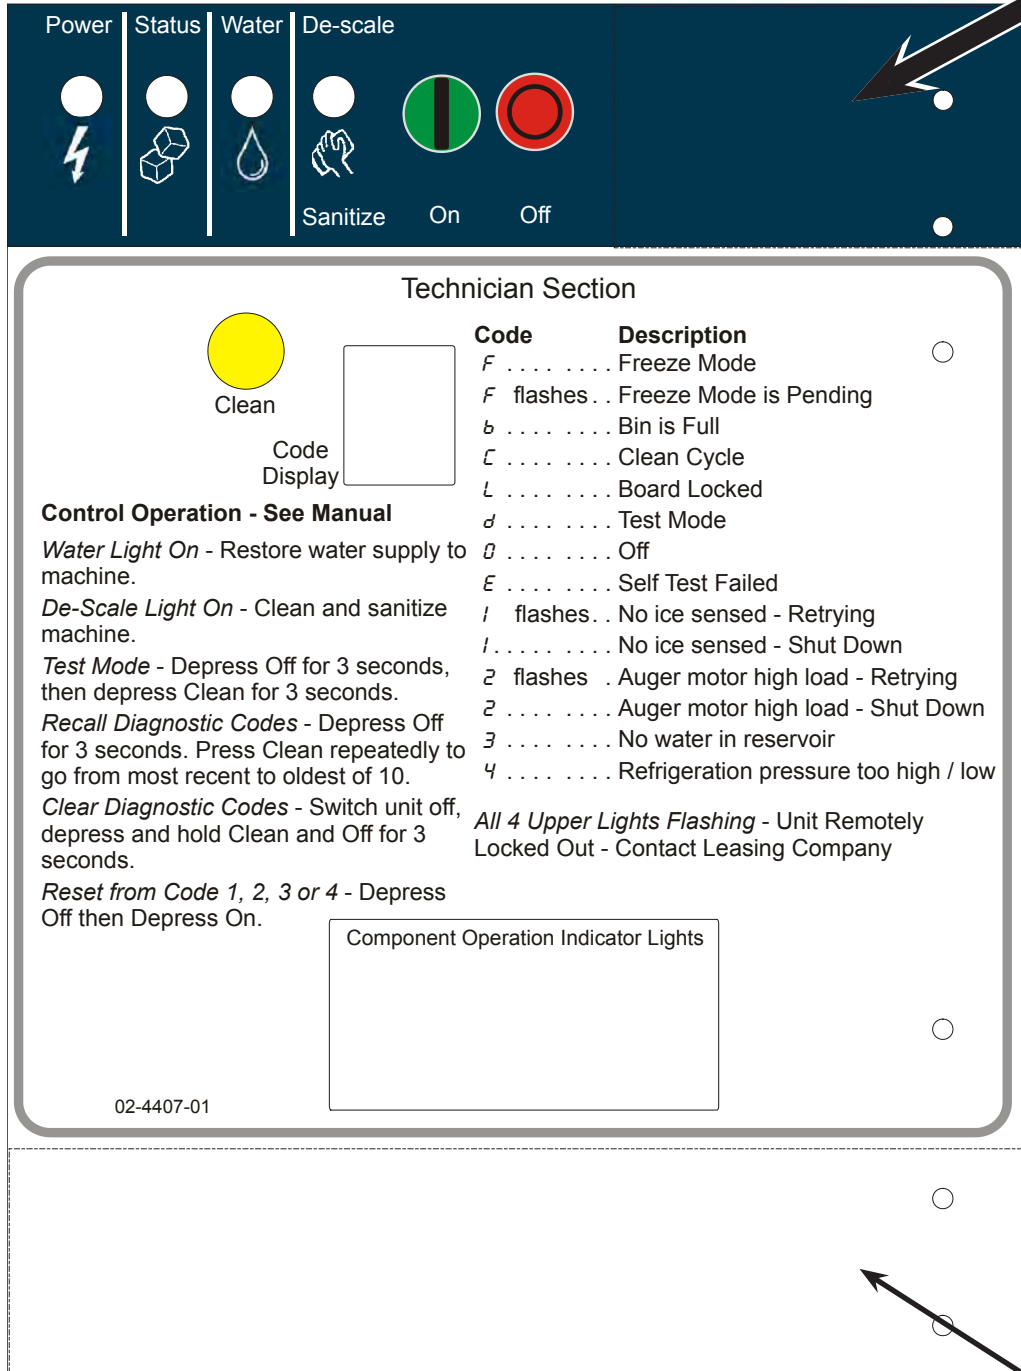 Power Status Water De-scale
Sanitize On Off
Technician Section
Clean
Code
Display
Control Operation - See Manual
Water Light On - Restore water supply to
machine.
De-Scale Light On - Clean and sanitize
machine.
Test Mode - Depress Off for 3 seconds,
then depress Clean for 3 seconds.
Recall Diagnostic Codes - Depress Off
for 3 seconds. Press Clean repeatedly to
go from most recent to oldest of 10.
Clear Diagnostic Codes - Switch unit off,
depress and hold Clean and Off for 3
seconds.
Reset from Code 1, 2, 3 or 4 - Depress
Off then Depress On.
Code Description
F . . . . . . . . Freeze Mode
F flashes . . Freeze Mode is Pending
b . . . . . . . . Bin is Full
C . . . . . . . . Clean Cycle
L . . . . . . . . Board Locked
d . . . . . . . . Test Mode
0 . . . . . . . . Off
E . . . . . . . . Self Test Failed
1 flashes . . No ice sensed - Retrying
1 . . . . . . . . . No ice sensed - Shut Down
2 flashes . Auger motor high load - Retrying
2 . . . . . . . . Auger motor high load - Shut Down
3 . . . . . . . . No water in reservoir
4 . . . . . . . . Refrigeration pressure too high / low
All 4 Upper Lights Flashing - Unit Remotely
Locked Out - Contact Leasing Company
Component Operation Indicator Lights
02-4407-01